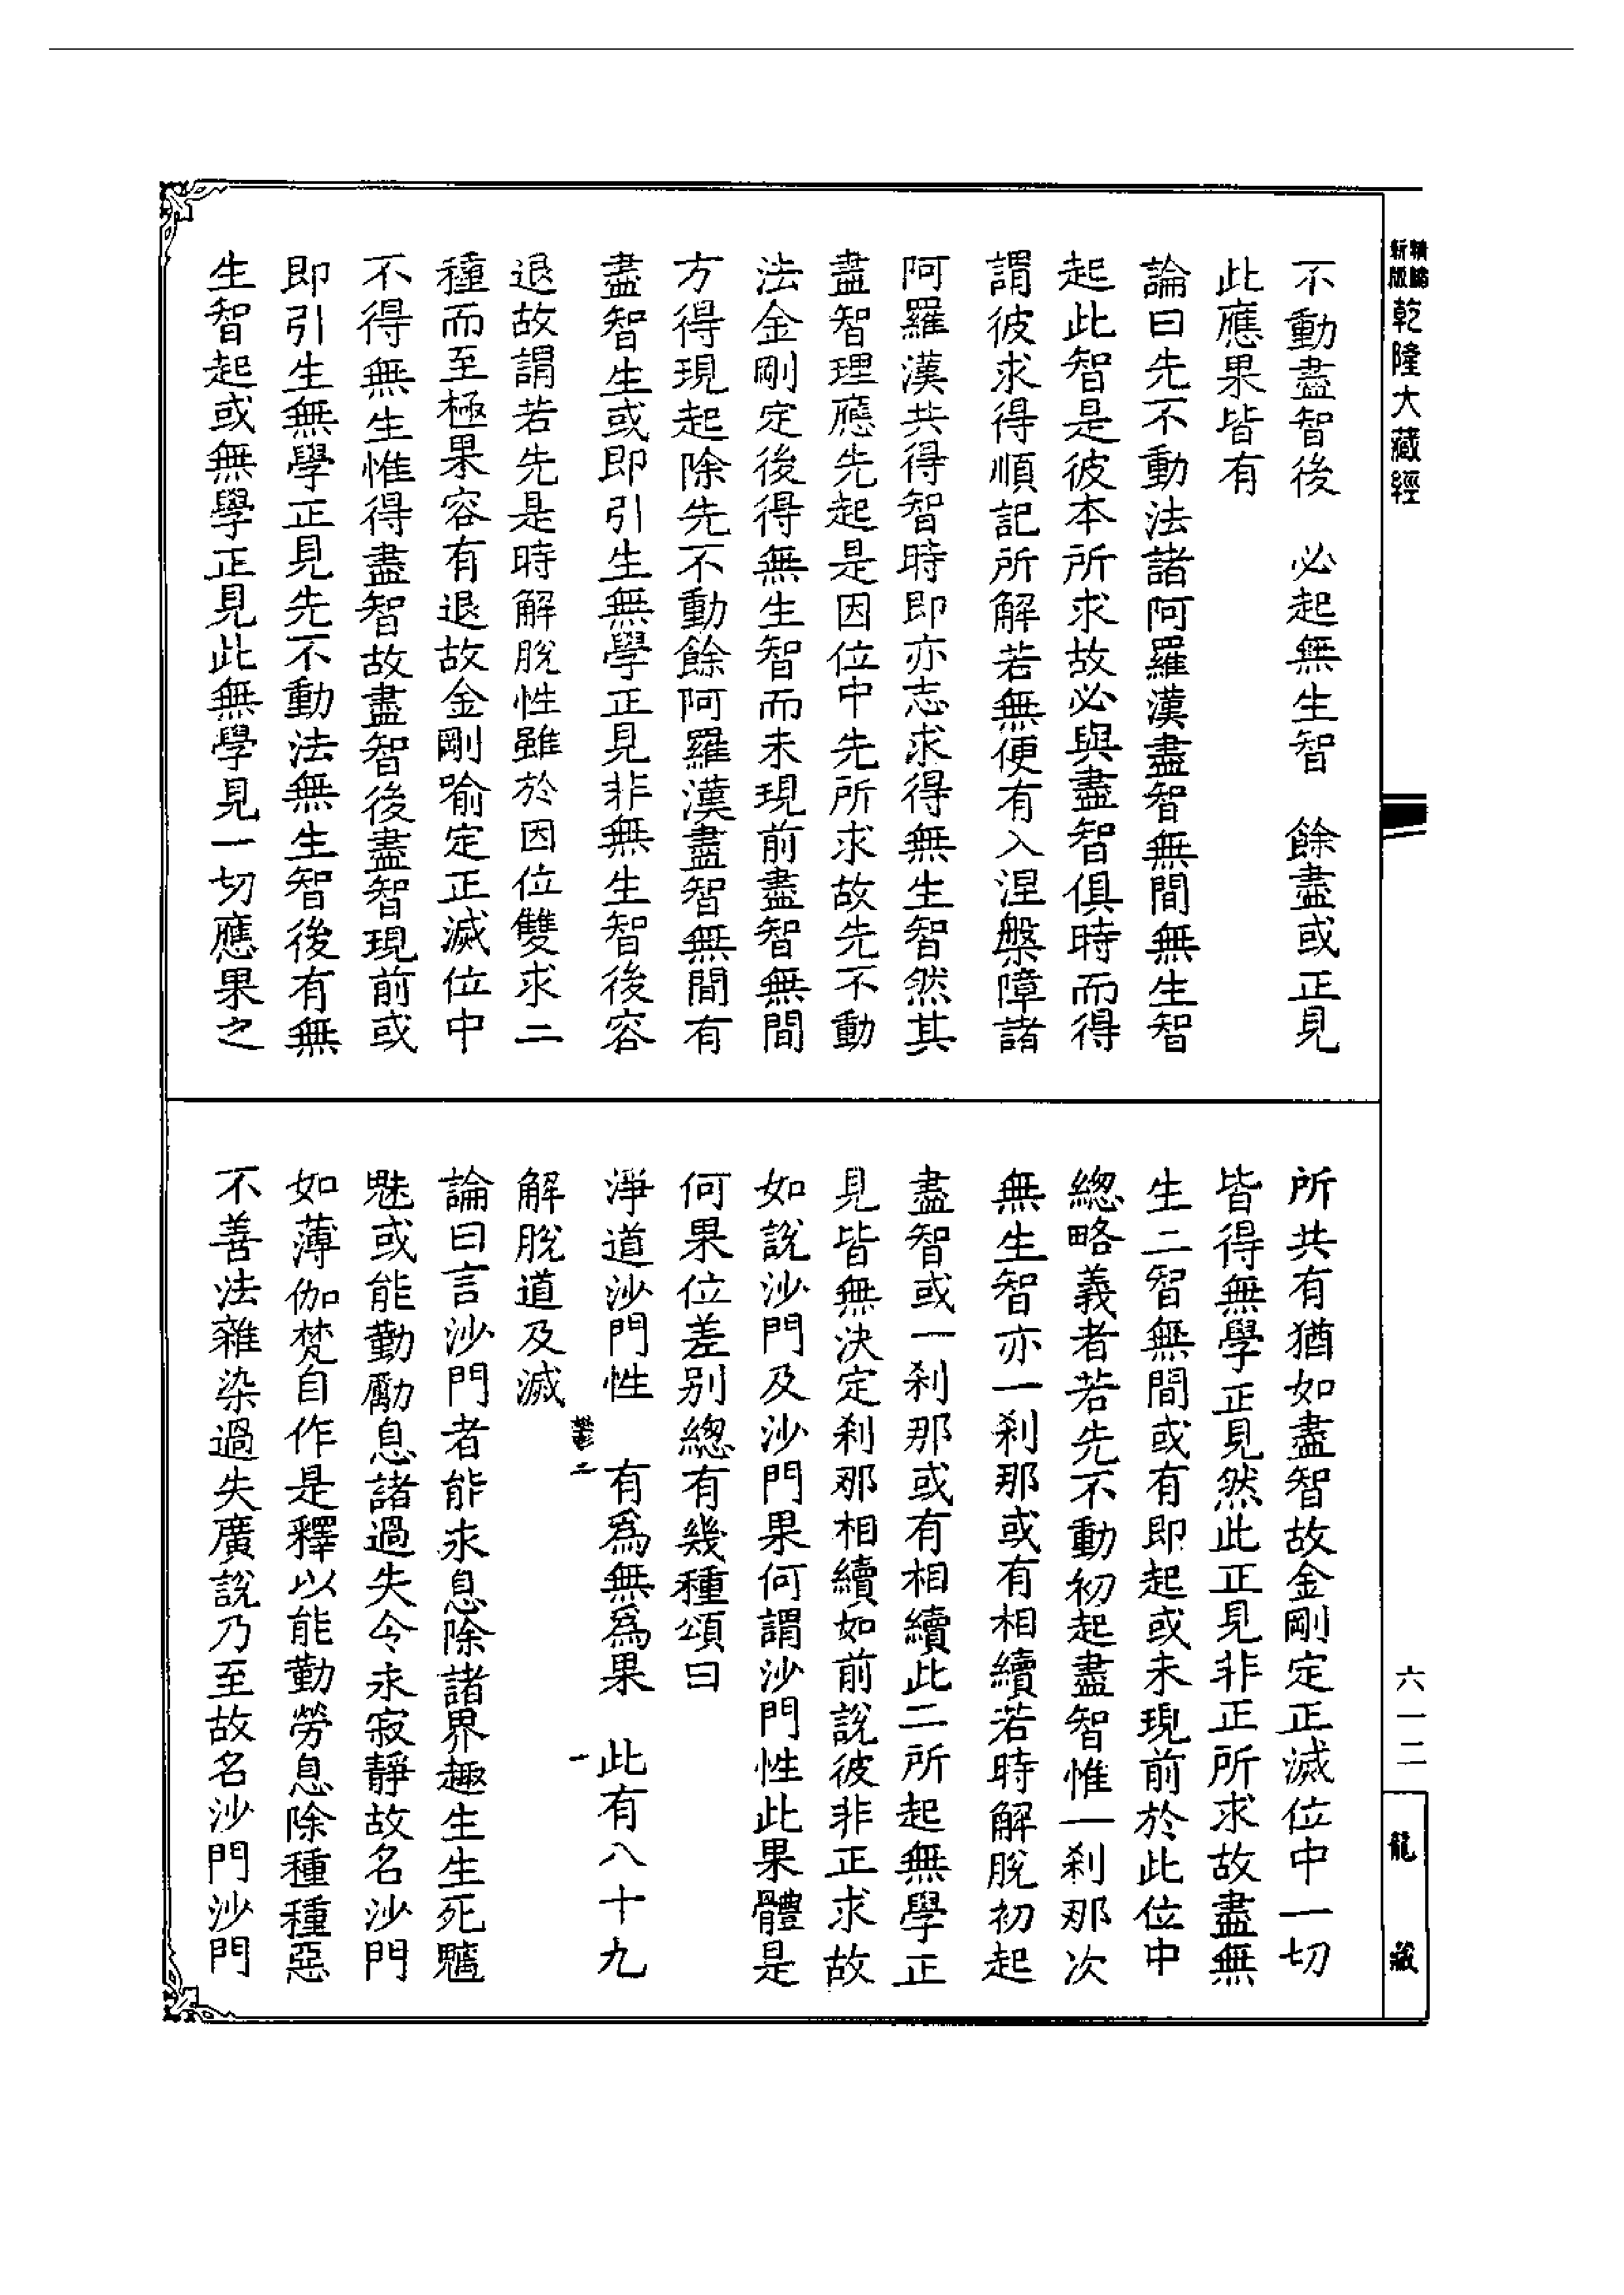 新編
新版
乾隆大藏經
不動盡智後　必起無生智　餘盡或正見
此應果皆有
論曰先不動法諸阿羅漢盡智無間無生智
起此智是彼本所求故必與盡智俱時而得
謂彼求得順記所解若無便有入涅槃障諸
阿羅漢共得智時即亦志求得無生智然其
盡智理應先起是因位中先所求故先不動
法金剛定後得無生智而未現前盡智無間
方得現起除先不動餘阿羅漢盡智無間有
盡智生或即引生無學正見非無生智後容
退故謂若先是時解脫性雖於因位雙求二
種而至極果容有退故金剛喻定正滅位中
不得無生惟得盡智故盡智後盡智現前或
即引生無學正見先不動法無生智後有無
生智起或無學正見此無學見一切應果之
所共有猶如盡智故金剛定正滅位中一切
皆得無學正見然此正見非正所求故盡無
生二智無間或有即起或未現前於此位中
總略義者若先不動初起盡智惟一剎那次
無生智亦一剎那或有相續若時解脫初起
盡智或一剎那或有相續此二所起無學正
見皆無決定剎那相續如前說彼非正求故
如說沙門及沙門果何謂沙門性此果體是
何果位差別總有幾種頌曰
淨道沙門性　有為無為果　此有八十九
解脫道及滅
鬱二
一
論曰言沙門者能永息除諸界趣生生死魑
魅或能勤勵息諸過失令永寂靜故名沙門
如薄伽梵自作是釋以能勤勞息除種種惡
不善法雜染過失廣說乃至故名沙門沙門
六一二
龍藏